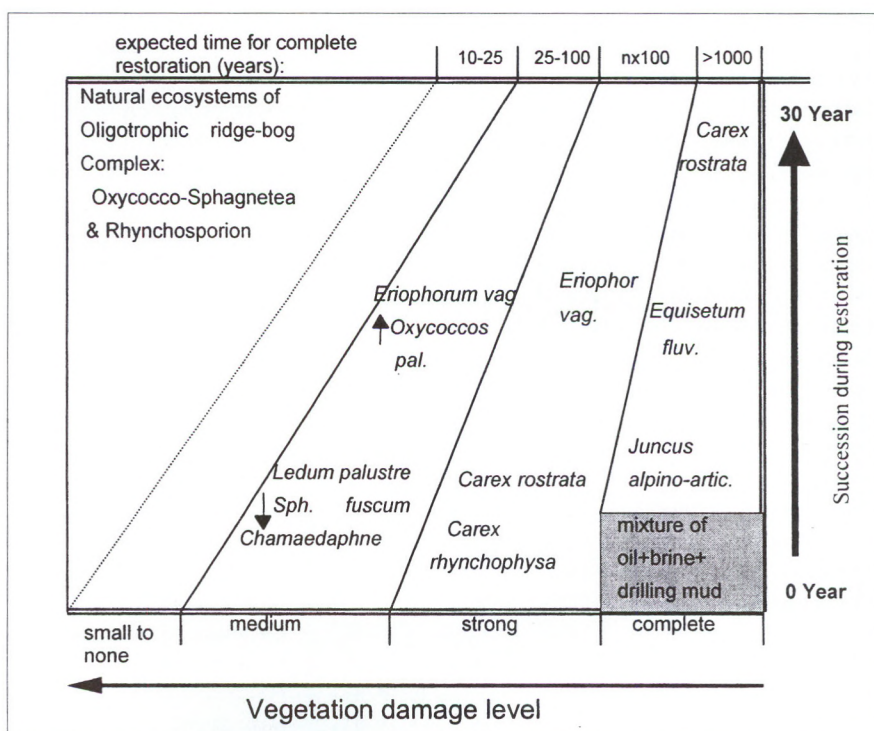 expected time for complete
restoration (years):
10-25
25-100
nx100
>1000
Natural ecosystems of
Oligotrophic ridge-bog
Complex:
Oxycocco-Sphagnetea
& Rhynchosporion
30 Year
Carex
rostrata
Eriophorum vag
Oxycoccos
pal.
Eriophor
vag.
Equisetum
fluv.
Succession during restoration
Ledum palustre
Sph. fuscum
Chamaedaphne
Carex rostrata
Carex
rhynchophysa
Juncus
alpino-artic.
mixture of
oil+brine+
drilling mud
0 Year
small to
none
medium
strong
complete
Vegetation damage level